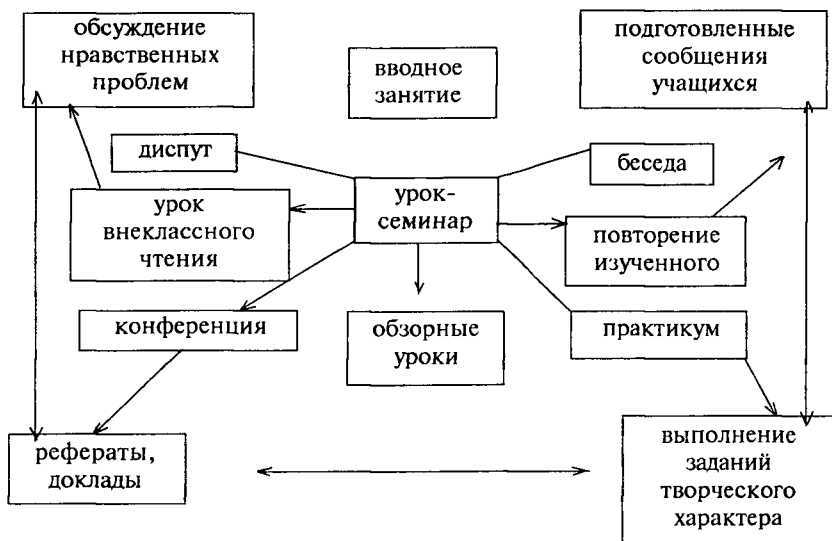 обсуждение
нравственных
проблем
вводное
занятие
подготовленные
сообщения
учащихся
диспут
беседа
урок
внеклассного
чтения
урок-
семинар
повторение
изученного
конференция
обзорные
уроки
практикум
рефераты,
доклады
выполнение
заданий
творческого
характера